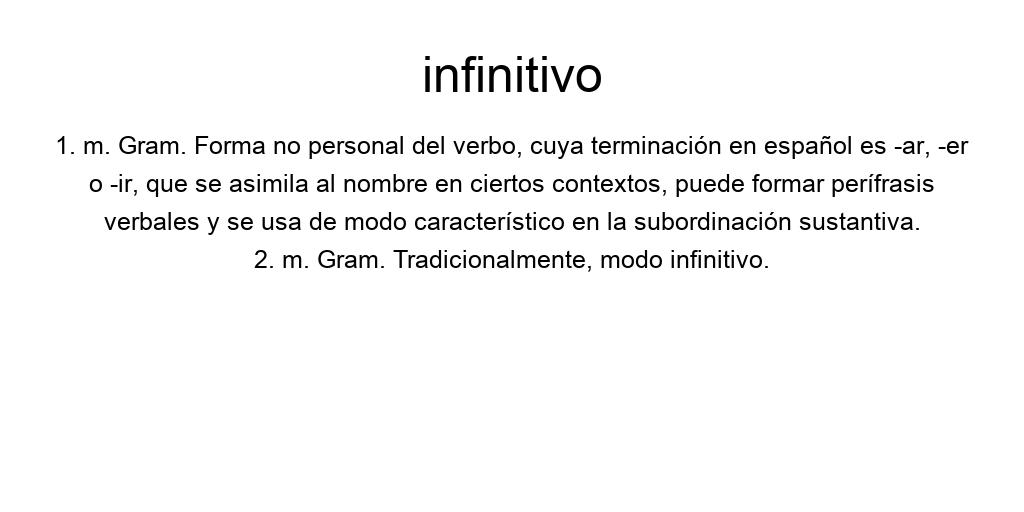 infinitivo
1. m. Gram. Forma no personal del verbo, cuya terminación en español es -ar, -er
o -ir, que se asimila al nombre en ciertos contextos, puede formar perífrasis
verbales y se usa de modo característico en la subordinación sustantiva.
2. m. Gram. Tradicionalmente, modo infinitivo.